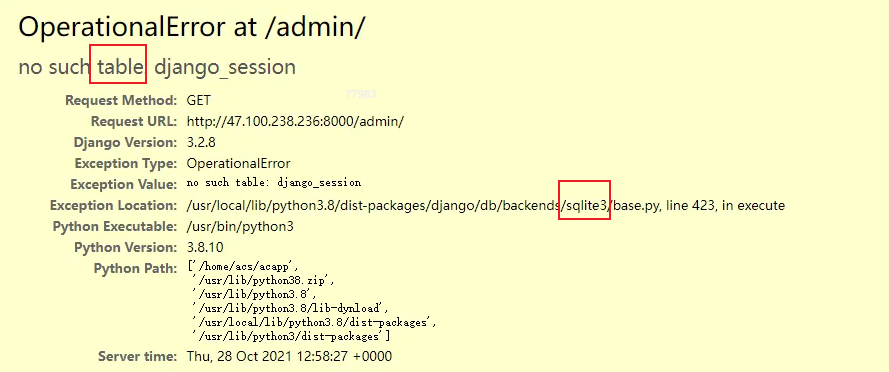 OperationalError at /admin/
no such table: django_session
77983
Request Method: GET
Request URL: http://47.100.238.236:8000/admin/
Django Version: 3.2.8
Exception Type: OperationalError
Exception Value: no such table: django_session
Exception Location: /usr/local/lib/python3.8/dist-packages/django/db/backends/sqlite3/base.py, line 423, in execute
Python Executable: /usr/bin/python3
Python Version: 3.8.10
Python Path: ['/home/acs/acapp',
'/usr/lib/python38.zip',
'/usr/lib/python3.8',
'/usr/lib/python3.8/lib-dynload',
'/usr/local/lib/python3.8/dist-packages',
'/usr/lib/python3/dist-packages']
Server time: Thu, 28 Oct 2021 12:58:27 +0000